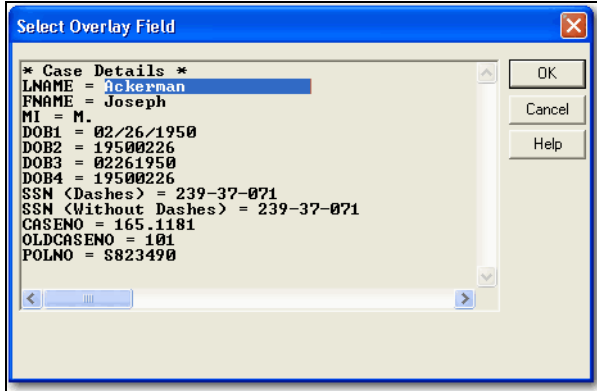 Select Overlay Field
* Case Details *
LNAME = Ackerman
FNAME = Joseph
MI = M.
DOB1 = 02/26/1950
DOB2 = 19500226
DOB3 = 02261950
DOB4 = 19500226
SSN (Dashes) = 239-37-071
SSN (Without Dashes) = 239-37-071
CASENO = 165.1181
OLDCASENO = 101
POLNO = S823490
OK
Cancel
Help